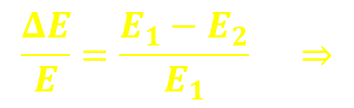 ΔE/E = (E₁ − E₂)/E₁ ⇒